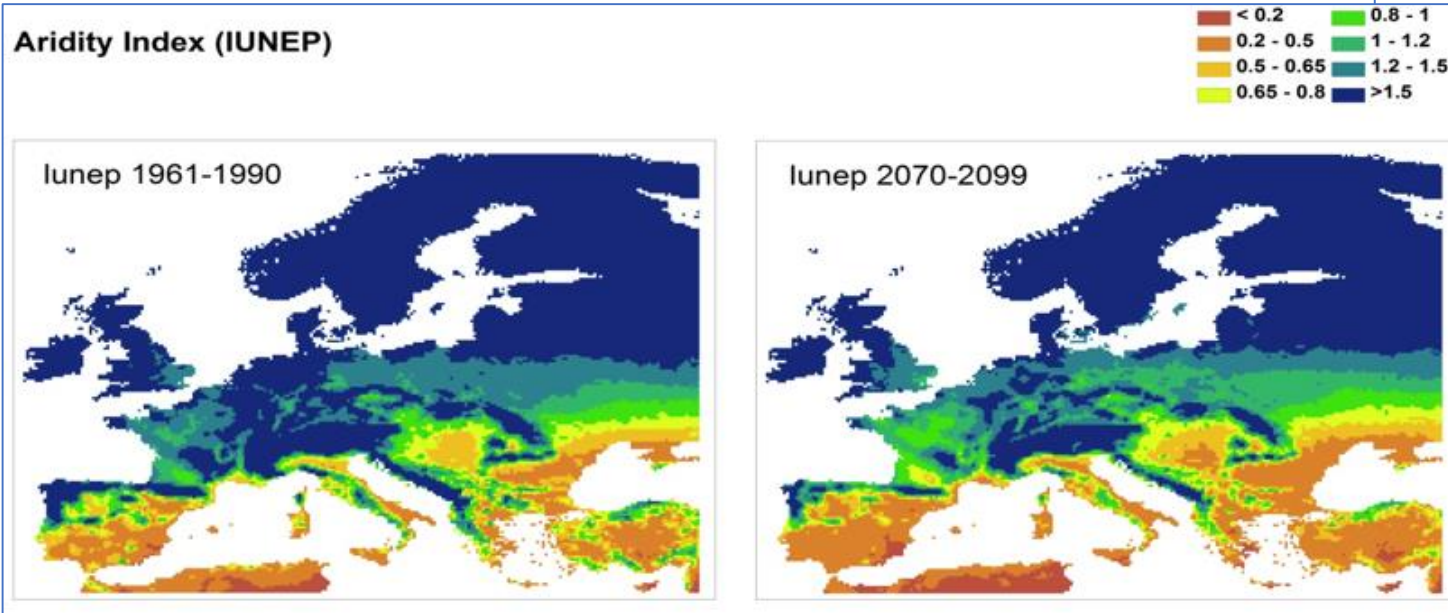 Aridity Index (IUNEP)
< 0.2
0.2 - 0.5
0.5 - 0.65
0.65 - 0.8
0.8 - 1
1 - 1.2
1.2 - 1.5
>1.5
Iunep 1961-1990
Iunep 2070-2099